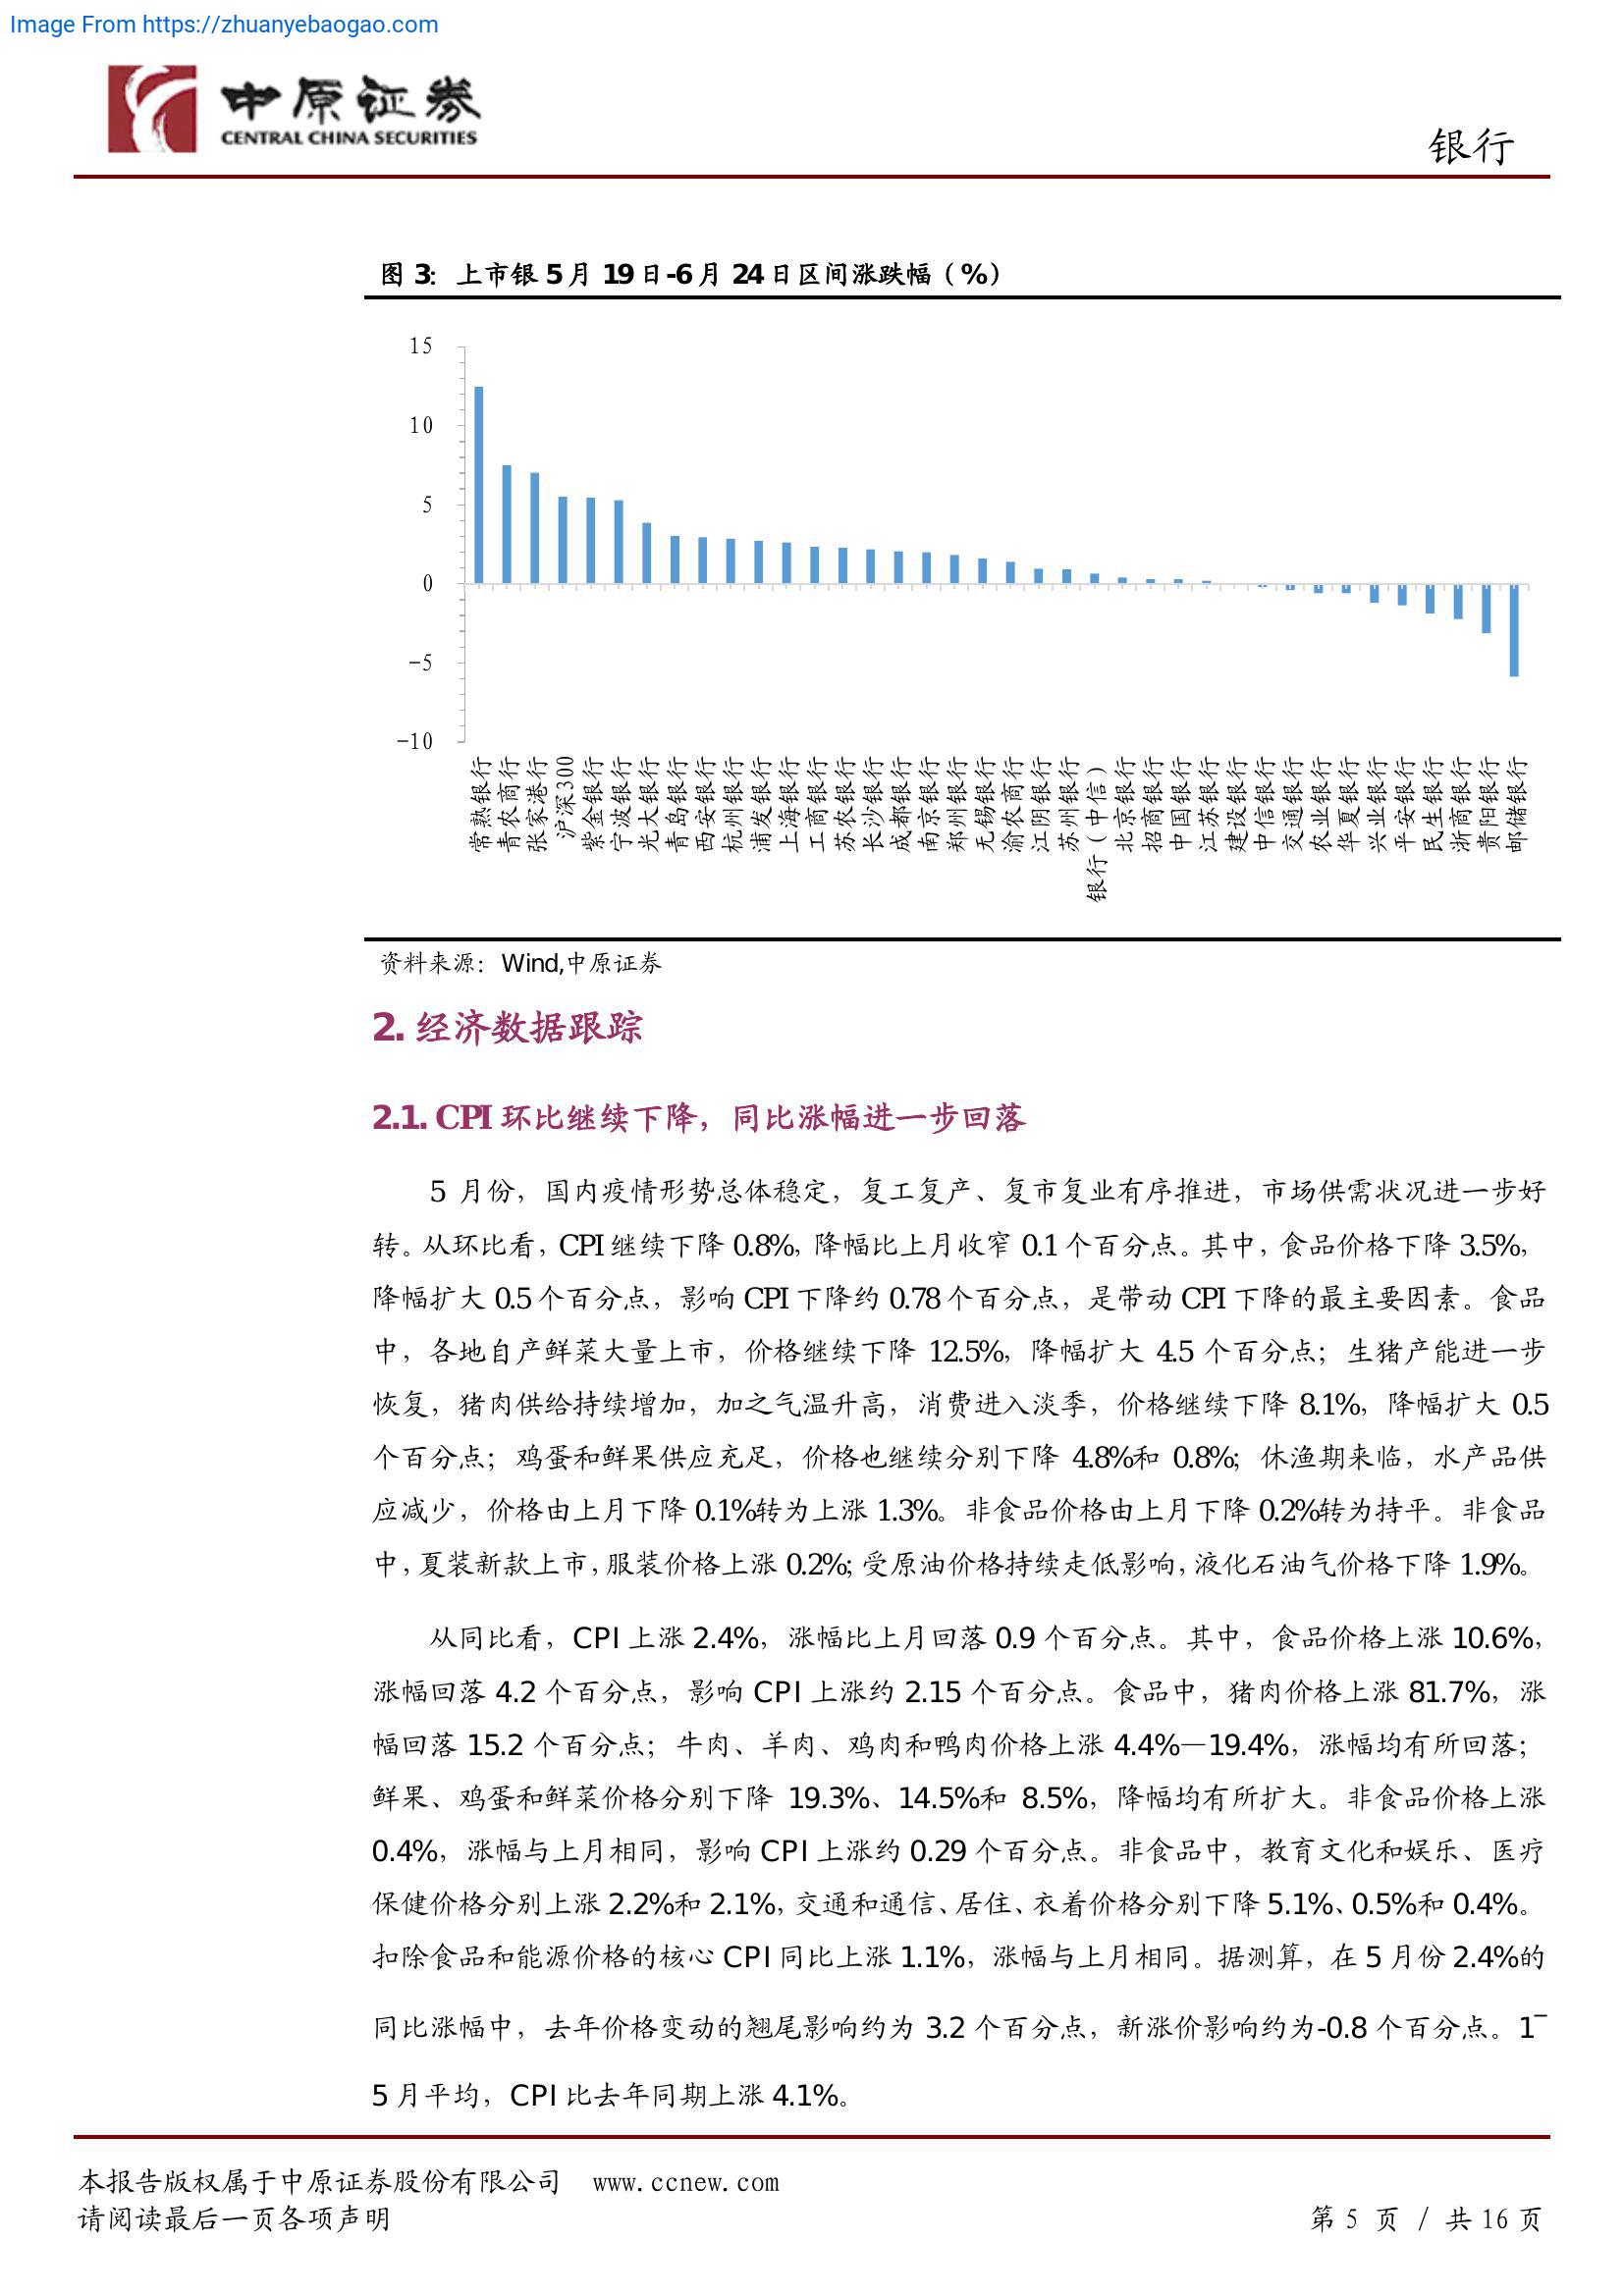 Image From https://zhuanyebaogao.com
中原证券
CENTRAL CHINA SECURITIES
银行
图 3：上市银 5 月 19 日-6 月 24 日区间涨跌幅（%）
15
10
5
0
-5
-10
常熟银行
青农商行
张家港行
沪深300
紫金银行
宁波银行
光大银行
青岛银行
西安银行
杭州银行
浦发银行
上海银行
工商银行
苏农银行
长沙银行
成都银行
南京银行
郑州银行
无锡银行
渝农商行
江阴银行
苏州银行
银行（中信）
北京银行
招商银行
中国银行
江苏银行
建设银行
中信银行
交通银行
农业银行
华夏银行
兴业银行
平安银行
民生银行
浙商银行
贵阳银行
邮储银行
资料来源：Wind,中原证券
2. 经济数据跟踪
2.1. CPI 环比继续下降，同比涨幅进一步回落
5 月份，国内疫情形势总体稳定，复工复产、复市复业有序推进，市场供需状况进一步好
转。从环比看，CPI 继续下降 0.8%，降幅比上月收窄 0.1 个百分点。其中，食品价格下降 3.5%，
降幅扩大 0.5 个百分点，影响 CPI 下降约 0.78 个百分点，是带动 CPI 下降的最主要因素。食品
中，各地自产鲜菜大量上市，价格继续下降 12.5%，降幅扩大 4.5 个百分点；生猪产能进一步
恢复，猪肉供给持续增加，加之气温升高，消费进入淡季，价格继续下降 8.1%，降幅扩大 0.5
个百分点；鸡蛋和鲜果供应充足，价格也继续分别下降 4.8%和 0.8%；休渔期来临，水产品供
应减少，价格由上月下降 0.1%转为上涨 1.3%。非食品价格由上月下降 0.2%转为持平。非食品
中，夏装新款上市，服装价格上涨 0.2%；受原油价格持续走低影响，液化石油气价格下降 1.9%。
从同比看，CPI 上涨 2.4%，涨幅比上月回落 0.9 个百分点。其中，食品价格上涨 10.6%，
涨幅回落 4.2 个百分点，影响 CPI 上涨约 2.15 个百分点。食品中，猪肉价格上涨 81.7%，涨
幅回落 15.2 个百分点；牛肉、羊肉、鸡肉和鸭肉价格上涨 4.4%—19.4%，涨幅均有所回落；
鲜果、鸡蛋和鲜菜价格分别下降 19.3%、14.5%和 8.5%，降幅均有所扩大。非食品价格上涨
0.4%，涨幅与上月相同，影响 CPI 上涨约 0.29 个百分点。非食品中，教育文化和娱乐、医疗
保健价格分别上涨 2.2%和 2.1%，交通和通信、居住、衣着价格分别下降 5.1%、0.5%和 0.4%。
扣除食品和能源价格的核心 CPI 同比上涨 1.1%，涨幅与上月相同。据测算，在 5 月份 2.4%的
同比涨幅中，去年价格变动的翘尾影响约为 3.2 个百分点，新涨价影响约为-0.8 个百分点。1‾
5 月平均，CPI 比去年同期上涨 4.1%。
本报告版权属于中原证券股份有限公司 www.ccnew.com
请阅读最后一页各项声明
第 5 页 / 共 16 页